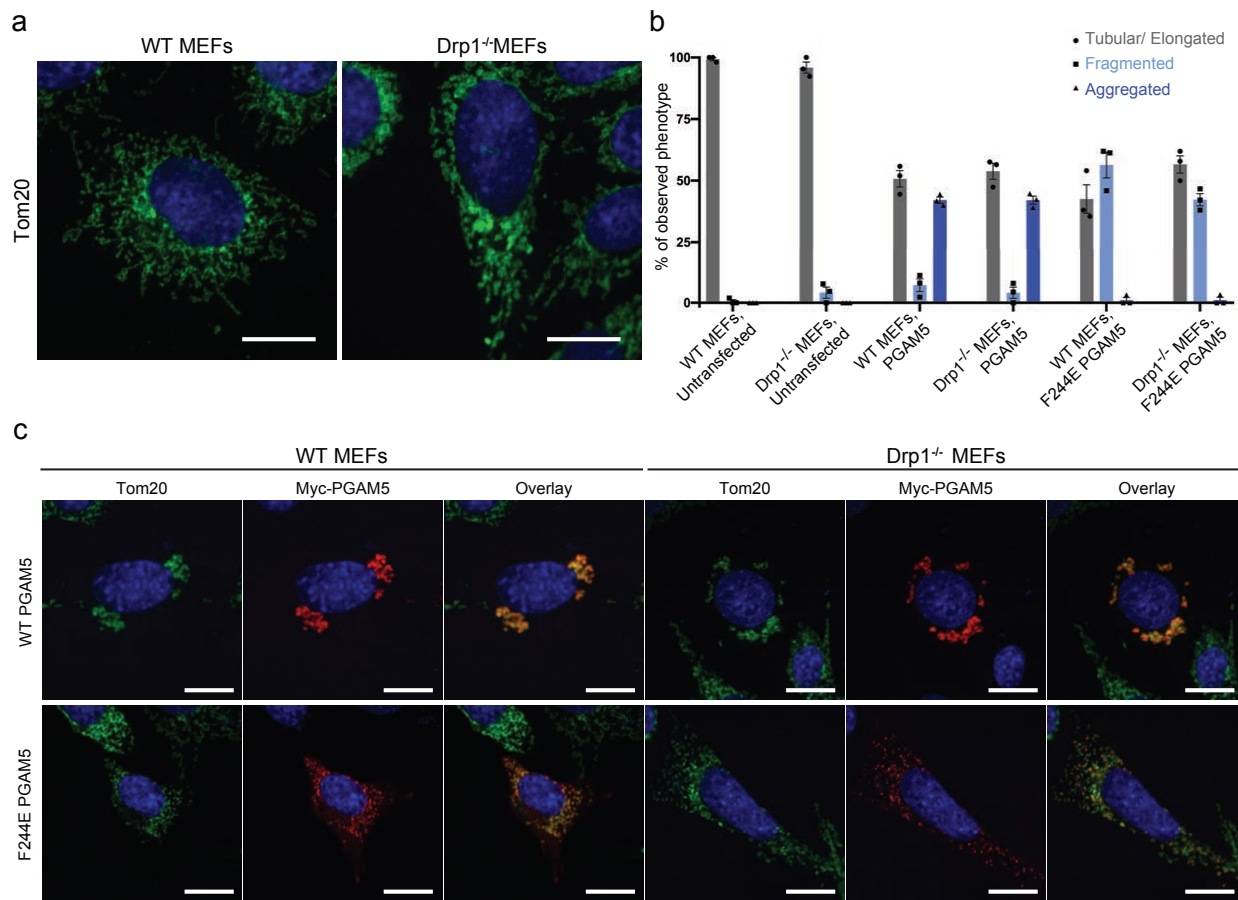 a
WT MEFs
Drp1⁻/⁻MEFs
Tom20
b
Tubular/ Elongated
Fragmented
Aggregated
% of observed phenotype
100
75
50
25
0
WT MEFs,
Untransfected
Drp1⁻/⁻ MEFs,
Untransfected
WT MEFs,
PGAM5
Drp1⁻/⁻ MEFs,
PGAM5
WT MEFs,
F244E PGAM5
Drp1⁻/⁻ MEFs,
F244E PGAM5
c
WT MEFs
Drp1⁻/⁻ MEFs
Tom20
Myc-PGAM5
Overlay
Tom20
Myc-PGAM5
Overlay
WT PGAM5
F244E PGAM5